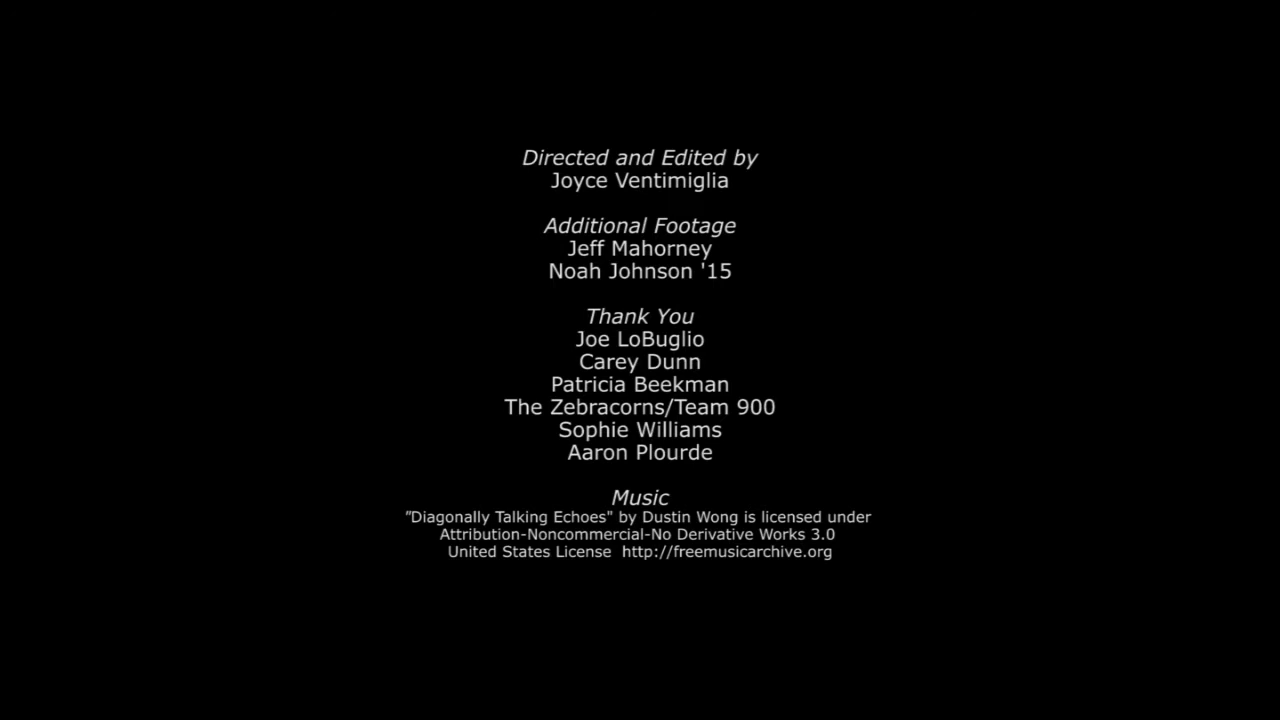 Directed and Edited by
Joyce Ventimiglia
Additional Footage
Jeff Mahorney
Noah Johnson '15
Thank You
Joe LoBuglio
Carey Dunn
Patricia Beekman
The Zebracorns/Team 900
Sophie Williams
Aaron Plourde
Music
"Diagonally Talking Echoes" by Dustin Wong is licensed under
Attribution-Noncommercial-No Derivative Works 3.0
United States License  http://freemusicarchive.org